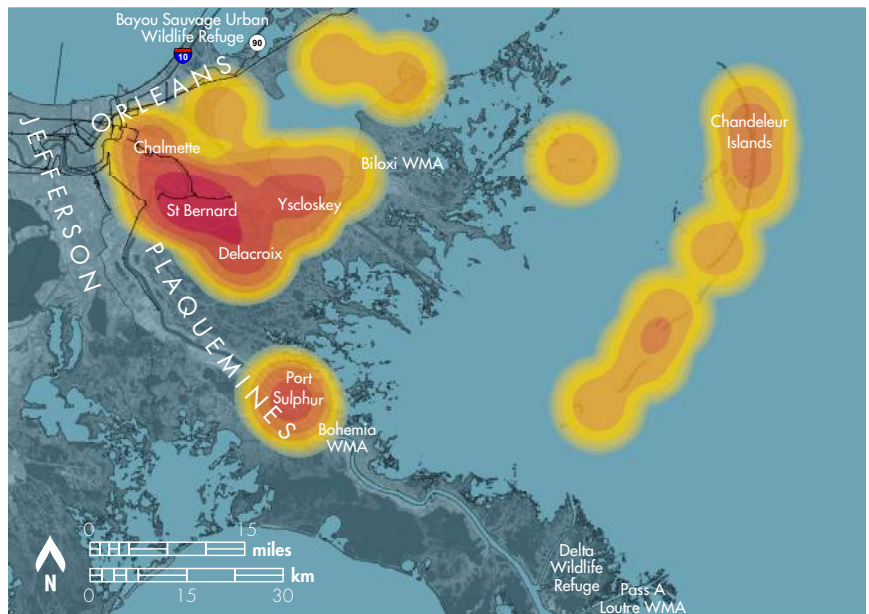 Bayou Sauvage Urban
Wildlife Refuge
90
10
ORLEANS
JEFFERSON
Chalmette
Chandeleur
Islands
Biloxi WMA
St Bernard
Yscloskey
Delacroix
PLAQUEMINES
Port
Sulphur
Bohemia
WMA
0 15
miles
km
0 15 30
N
Delta
Wildlife
Refuge
Pass A
Loutre WMA